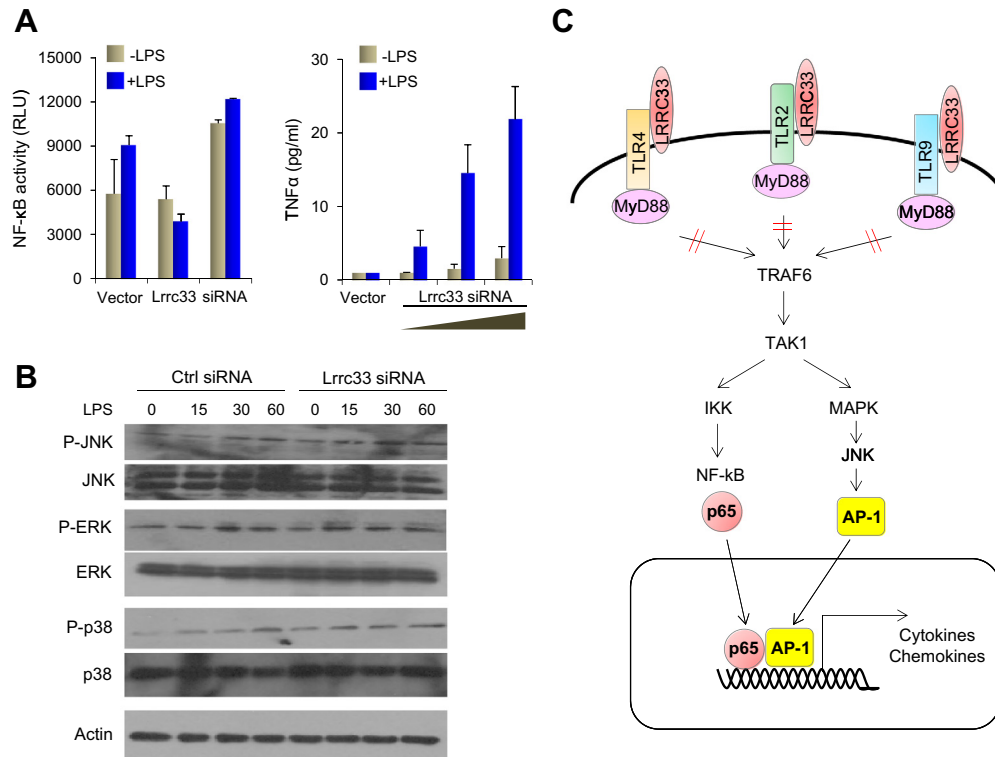 A
-LPS
+LPS
NF-κB activity (RLU)
15000
12000
9000
6000
3000
0
Vector Lrrc33 siRNA
-LPS
+LPS
TNFα (pg/ml)
30
20
10
0
Vector Lrrc33 siRNA
B
Ctrl siRNA Lrrc33 siRNA
LPS 0 15 30 60 0 15 30 60
P-JNK
JNK
P-ERK
ERK
P-p38
p38
Actin
C
TLR4 LRRC33
TLR2 LRRC33
TLR9 LRRC33
MyD88
MyD88
MyD88
TRAF6
TAK1
IKK MAPK
JNK
NF-kB
p65 AP-1
p65 AP-1
Cytokines
Chemokines